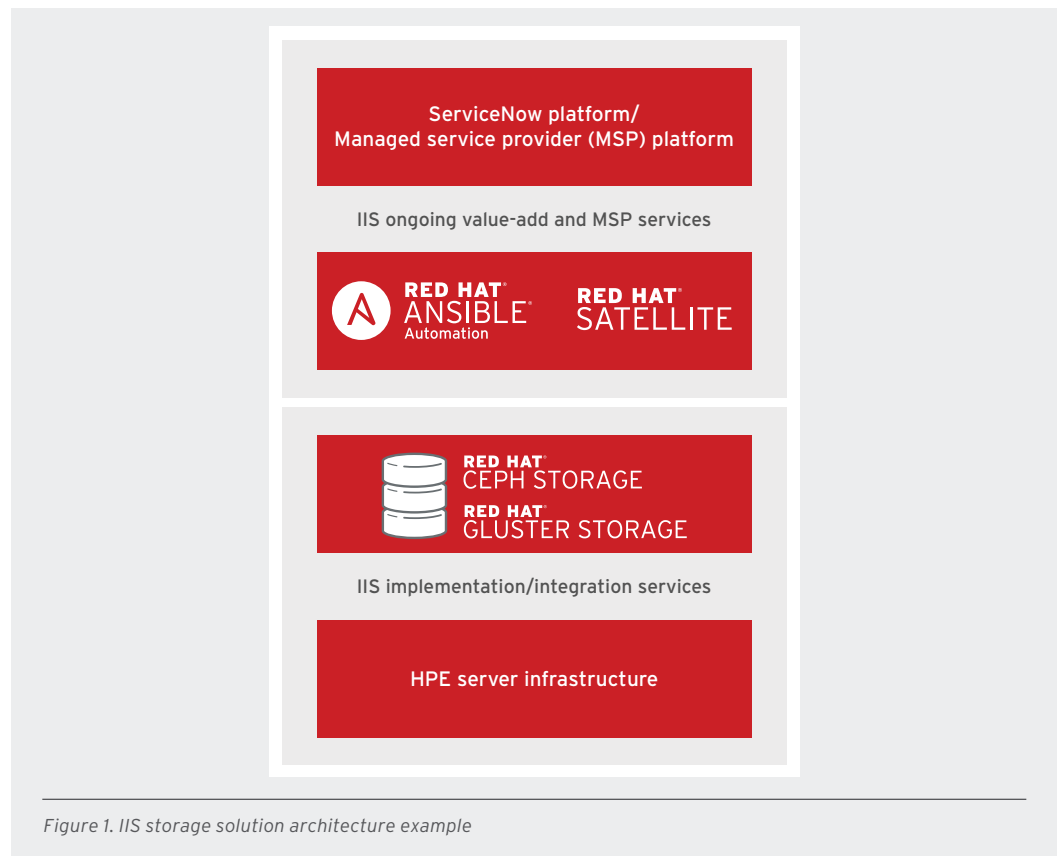 ServiceNow platform/
Managed service provider (MSP) platform
IIS ongoing value-add and MSP services
RED HAT®
ANSIBLE®
Automation
RED HAT®
SATELLITE
RED HAT®
CEPH STORAGE
RED HAT®
GLUSTER STORAGE
IIS implementation/integration services
HPE server infrastructure
Figure 1. IIS storage solution architecture example